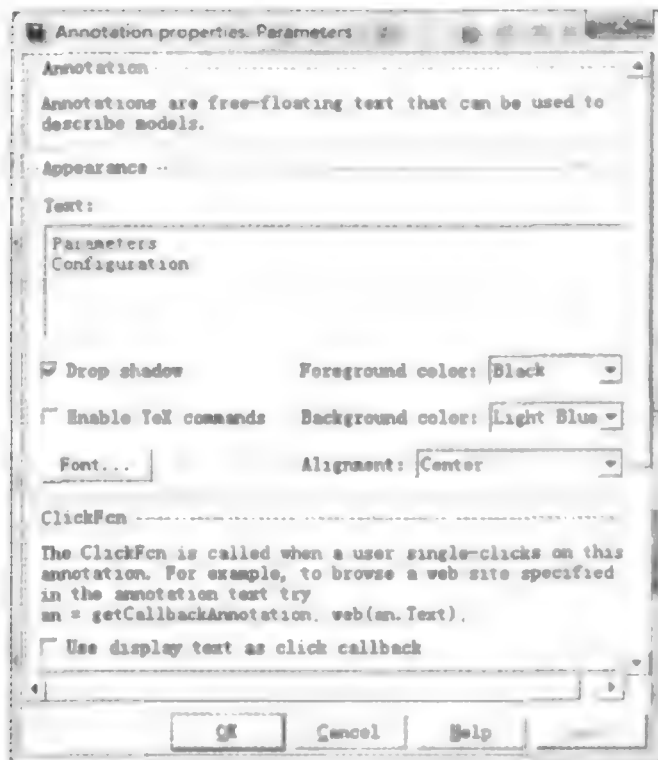 Annotation properties: Parameters
Annotation
Annotations are free-floating text that can be used to
describe models.
Appearance
Text:
Parameters
Configuration
Drop shadow Foreground color: Black
Enable TeX commands Background color: Light Blue
Font... Alignment: Center
ClickFcn
The ClickFcn is called when a user single-clicks on this
annotation. For example, to browse a web site specified
in the annotation text try
an = getCallbackAnnotation, web(an.Text),
Use display text as click callback
OK Cancel Help